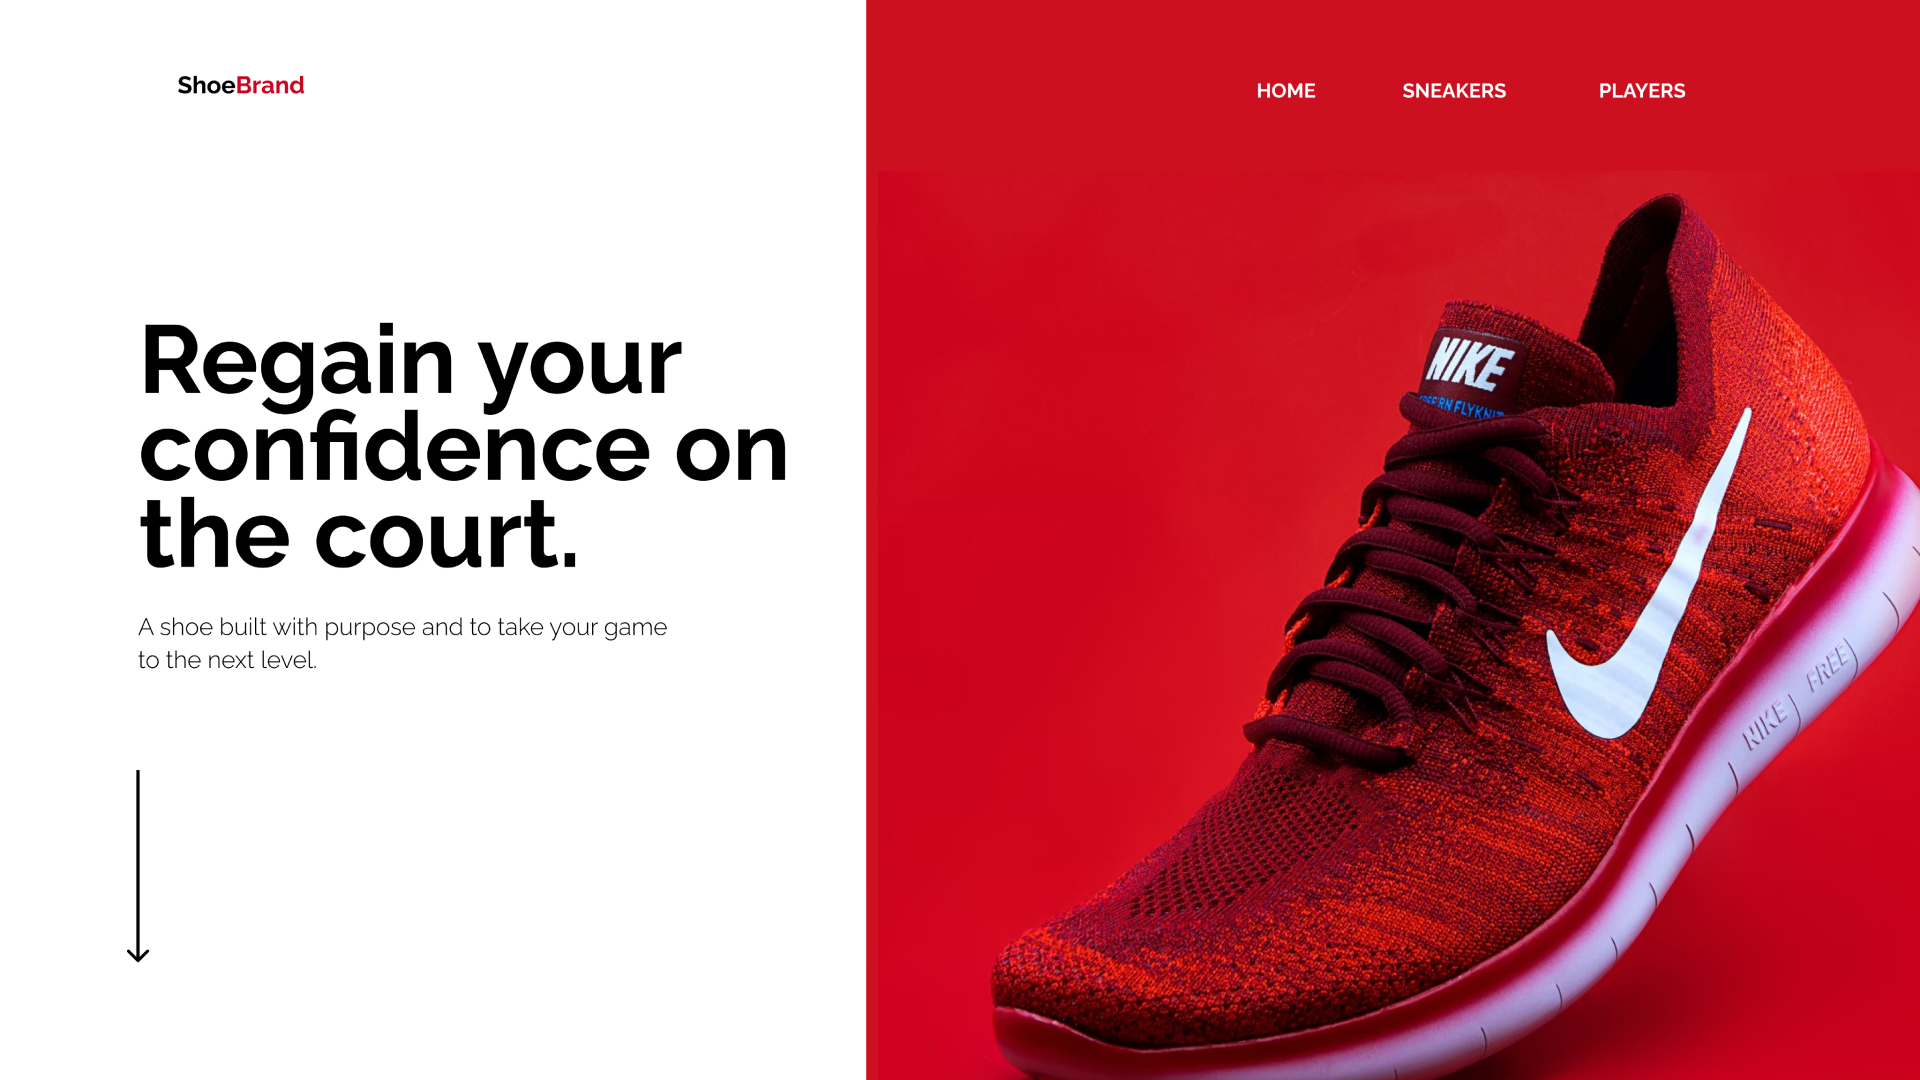 ShoeBrand
HOME SNEAKERS PLAYERS
Regain your
confidence on
the court.
A shoe built with purpose and to take your game
to the next level.
NIKE
RN FLYKNIT
NIKE FREE